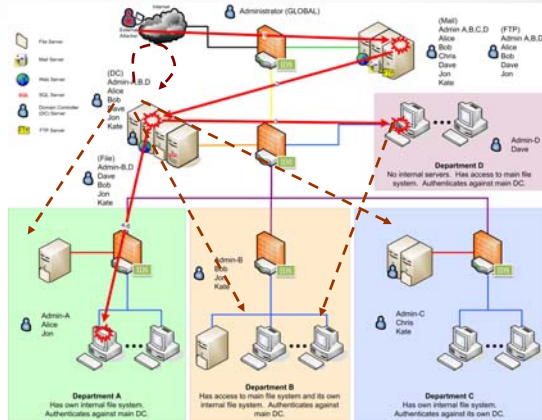 Internet
External
Attacker
Administrator (GLOBAL)
File Server
Mail Server
Web Server
SQL Server
Domain Controller
(DC) Server
FTP Server
(Mail)
Admin A,B,C,D
Alice
Bob
Chris
Dave
Jon
Kate
(FTP)
Admin A,B,D
Alice
Bob
Dave
Jon
IDS
(DC)
Admin-A,B,D
Alice
Bob
Dave
Jon
Kate
(File)
Admin-B,D
Dave
Bob
Jon
Kate
IDS
Admin-D
Dave
Department D
No internal servers. Has access to main file
system. Authenticates against main DC.
IDS
IDS
IDS
Admin-A
Alice
Jon
Admin-B
Bob
Jon
Kate
Admin-C
Chris
Kate
Department A
Has own internal file system.
Authenticates against main DC.
Department B
Has access to main file system and its own
internal file system. Authenticates against
main DC.
Department C
Has own internal file system.
Authenticates against its own DC.